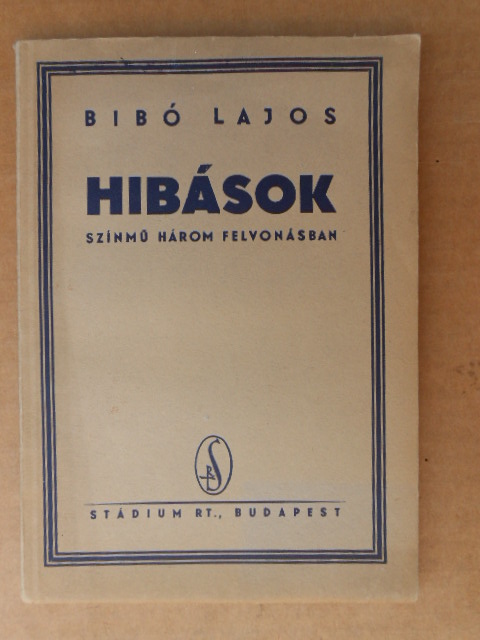 BIBÓ LAJOS
HIBÁSOK
SZÍNMŰ HÁROM FELVONÁSBAN
STÁDIUM RT., BUDAPEST